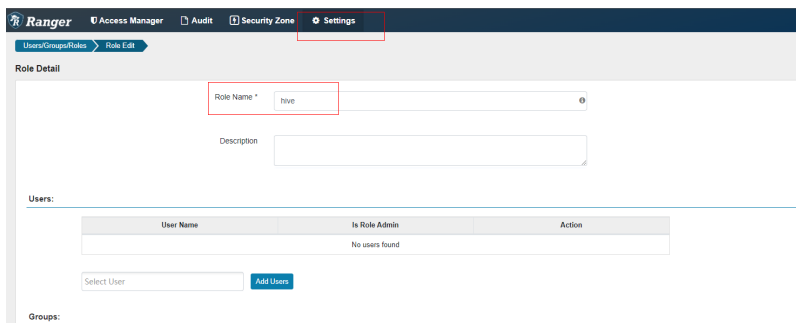 Ranger Access Manager Audit Security Zone Settings
Users/Groups/Roles Role Edit
Role Detail
Role Name * hive
Description
Users:
User Name Is Role Admin Action
No users found
Select User Add Users
Groups: